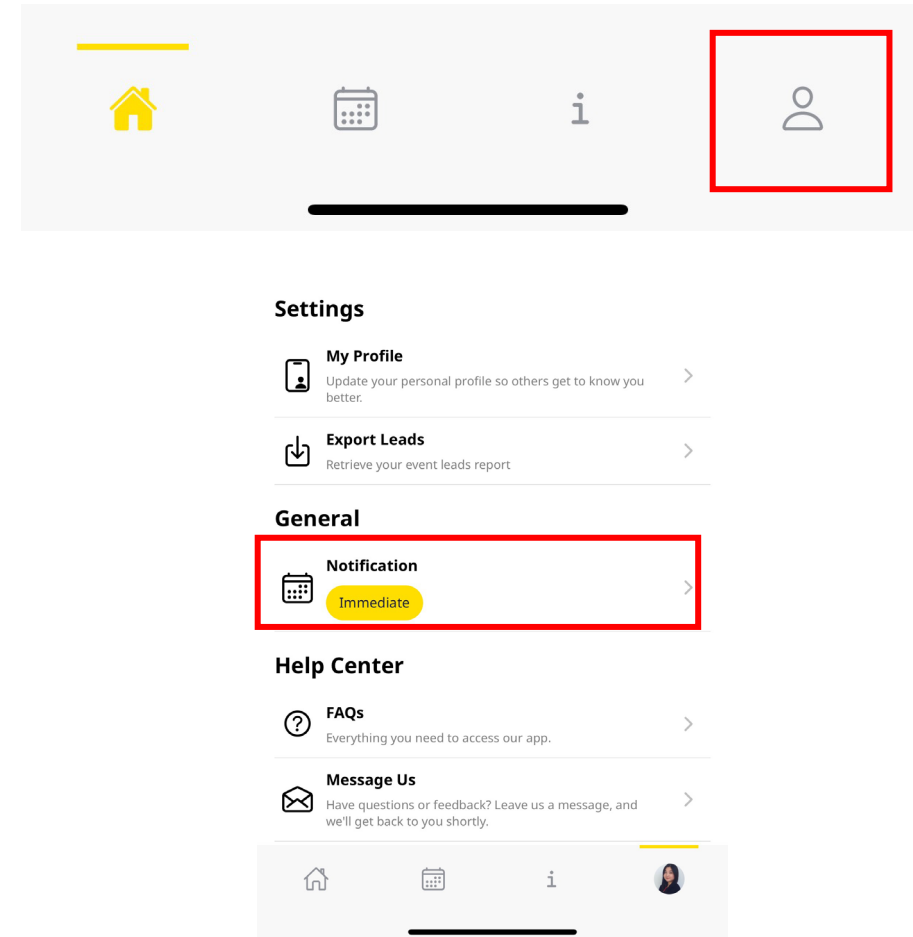 Settings
My Profile
Update your personal profile so others get to know you
better.
Export Leads
Retrieve your event leads report
General
Notification
Immediate
Help Center
FAQs
Everything you need to access our app.
Message Us
Have questions or feedback? Leave us a message, and
we'll get back to you shortly.